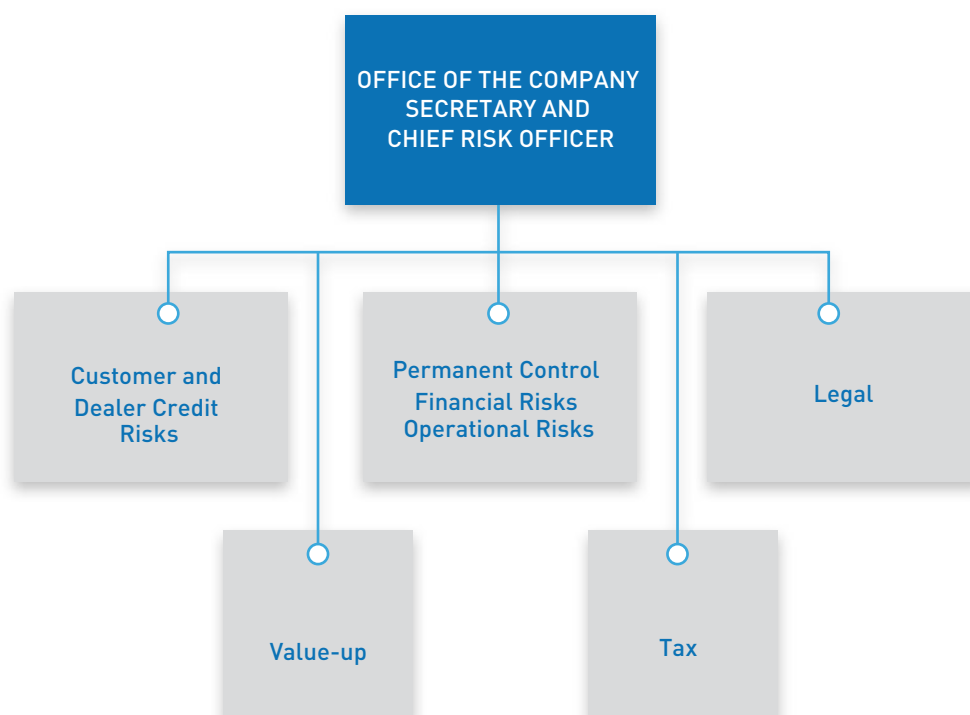 OFFICE OF THE COMPANY
SECRETARY AND
CHIEF RISK OFFICER
Customer and
Dealer Credit
Risks
Permanent Control
Financial Risks
Operational Risks
Legal
Value-up
Tax